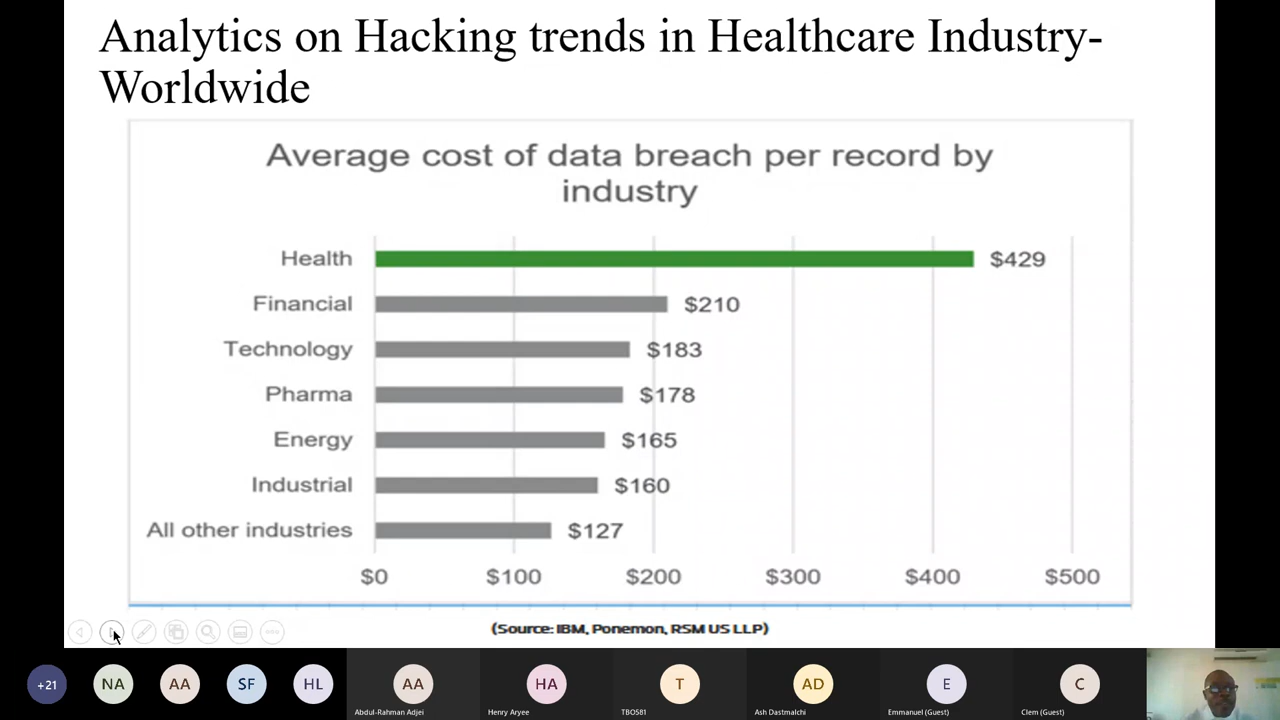 Analytics on Hacking trends in Healthcare Industry-
Worldwide
Average cost of data breach per record by
industry
Health $429
Financial $210
Technology $183
Pharma $178
Energy $165
Industrial $160
All other industries $127
$0 $100 $200 $300 $400 $500
(Source: IBM, Ponemon, RSM US LLP)
+21 NA AA SF HL AA HA T AD E C
Abdul-Rahman Adjei Henry Aryee TBO581 Ash Dastmalchi Emmanuel (Guest) Clem (Guest)